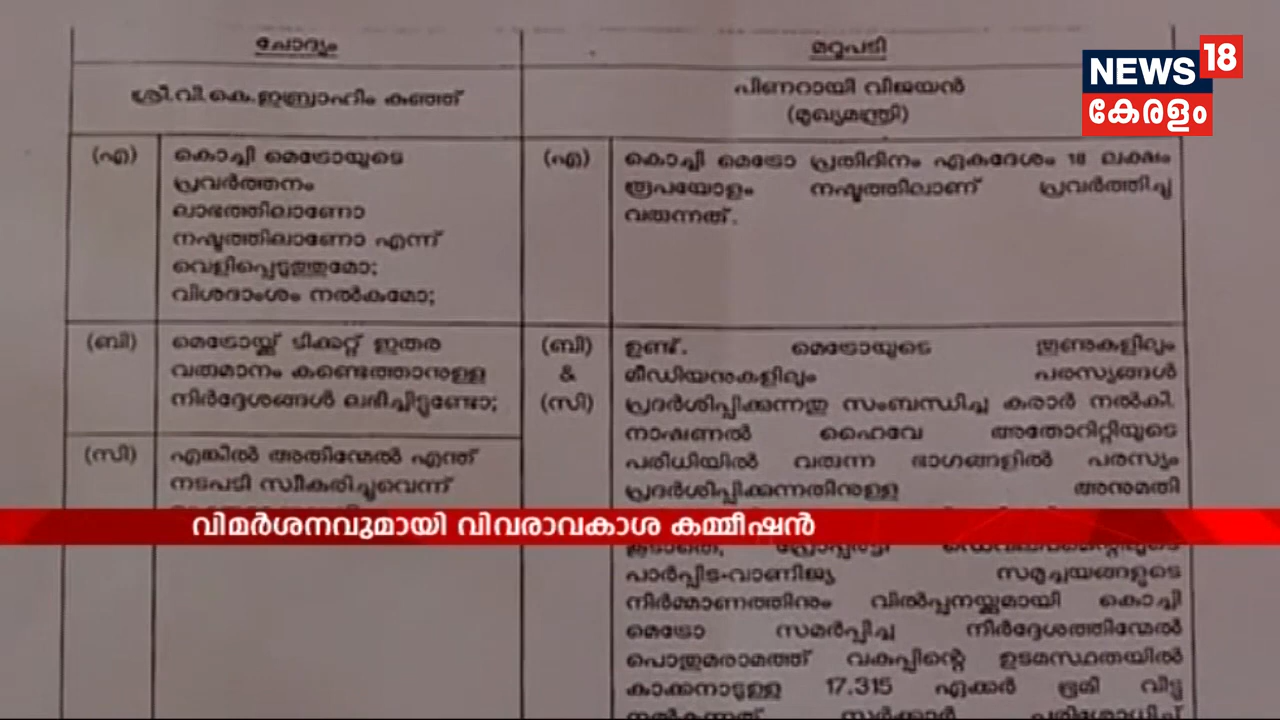 ചോദ്യം
മറുപടി
NEWS 18
കേരളം
ശ്രീ.വി.കെ.ഇബ്രാഹിം കുഞ്ഞ്
പിണറായി വിജയൻ
(മുഖ്യമന്ത്രി)
(എ)
കൊച്ചി മെട്രോയുടെ
പ്രവർത്തനം
ലാഭത്തിലാണോ
നഷ്ടത്തിലാണോ എന്ന്
വെളിപ്പെടുത്തുമോ;
വിശദാംശം നൽകുമോ;
(എ)
കൊച്ചി മെട്രോ പ്രതിദിനം ഏകദേശം 18 ലക്ഷം
രൂപയോളം നഷ്ടത്തിലാണ് പ്രവർത്തിച്ചു
വരുന്നത്.
(ബി)
മെട്രോയ്ക്ക് ടിക്കറ്റ് ഇതര
വരുമാനം കണ്ടെത്താനുള്ള
നിർദ്ദേശങ്ങൾ ലഭിച്ചിട്ടുണ്ടോ;
(സി)
എങ്കിൽ അതിന്മേൽ എന്ത്
നടപടി സ്വീകരിച്ചുവെന്ന്
(ബി)
&
(സി)
ഉണ്ട്. മെട്രോയുടെ തൂണുകളിലും
മീഡിയനുകളിലും പരസ്യങ്ങൾ
പ്രദർശിപ്പിക്കുന്നതു സംബന്ധിച്ച കരാർ നൽകി.
നാഷണൽ ഹൈവേ അതോറിറ്റിയുടെ
പരിധിയിൽ വരുന്ന ഭാഗങ്ങളിൽ പരസ്യം
പ്രദർശിപ്പിക്കുന്നതിനുള്ള അനുമതി
വിമർശനവുമായി വിവരാവകാശ കമ്മീഷൻ
കൂടാതെ,
പാർപ്പിട-വാണിജ്യ സമുച്ചയങ്ങളുടെ
നിർമ്മാണത്തിനും വിൽപ്പനയ്ക്കുമായി കൊച്ചി
മെട്രോ സമർപ്പിച്ച നിർദ്ദേശത്തിന്മേൽ
പൊതുമരാമത്ത് വകുപ്പിന്റെ ഉടമസ്ഥതയിൽ
കാക്കനാടുള്ള 17.315 ഏക്കർ ഭൂമി വിട്ടു
നൽകുന്നത് സർക്കാർ പരിശോധിച്ച്